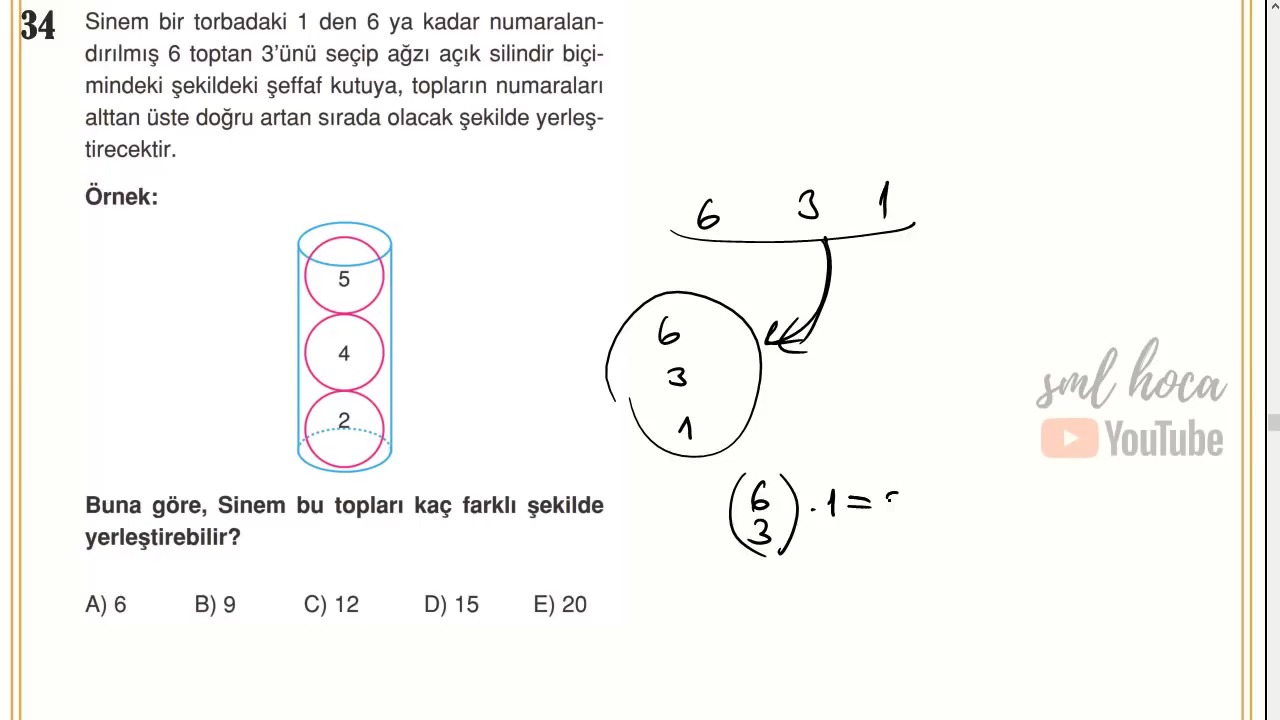 34
Sinem bir torbadaki 1 den 6 ya kadar numaralan-
dırılmış 6 toptan 3'ünü seçip ağzı açık silindir biçi-
mindeki şekildeki şeffaf kutuya, topların numaraları
alttan üste doğru artan sırada olacak şekilde yerleş-
tirecektir.
Örnek:
5
4
2
Buna göre, Sinem bu topları kaç farklı şekilde
yerleştirebilir?
A) 6 B) 9 C) 12 D) 15 E) 20
6 3 1
6
3
1
(6
3) . 1 =
sml hoca
YouTube